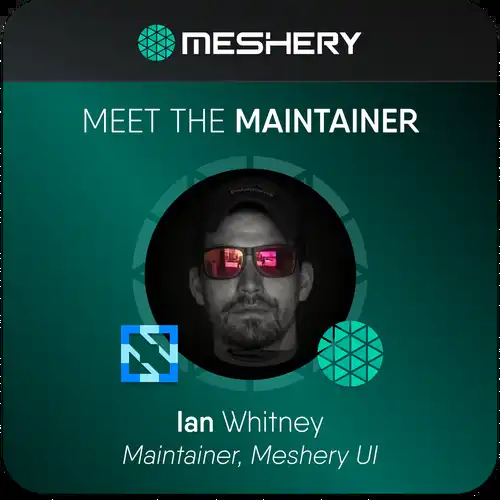 MESHERY
MEET THE MAINTAINER
Ian Whitney
Maintainer, Meshery UI